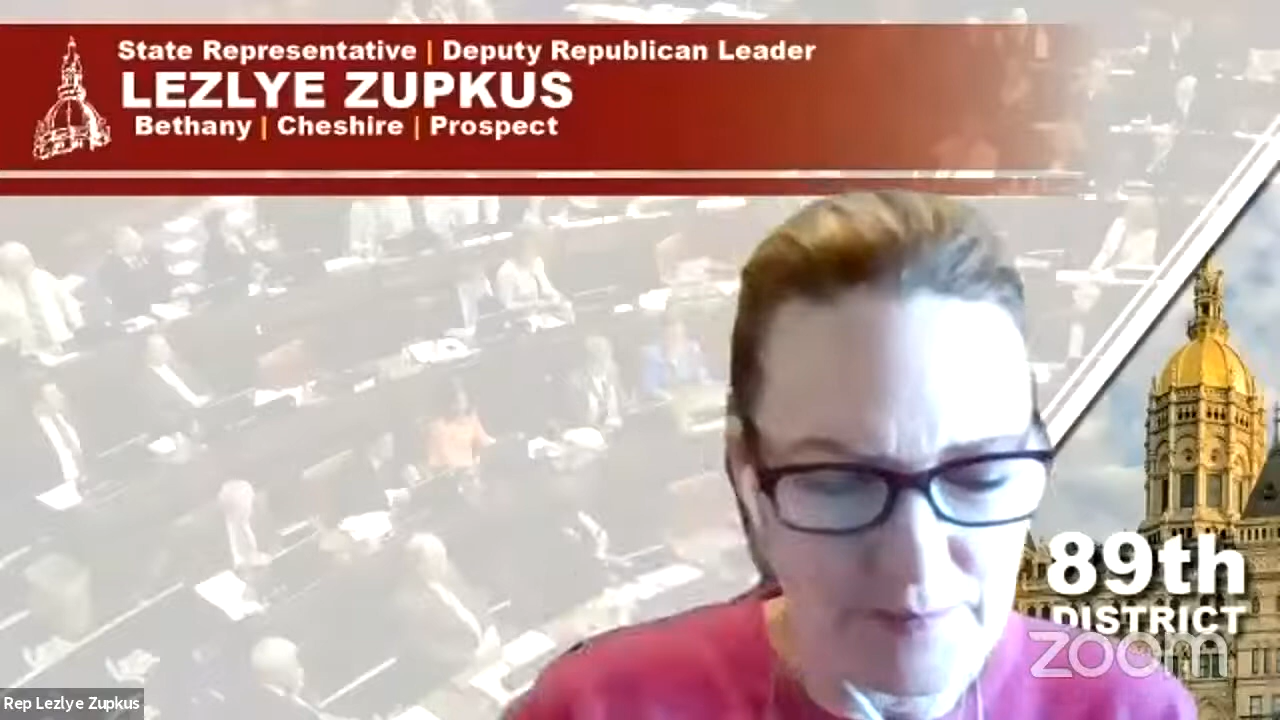 State Representative | Deputy Republican Leader
LEZLYE ZUPKUS
Bethany | Cheshire | Prospect
89th
DISTRICT
zoom
Rep Lezlye Zupkus